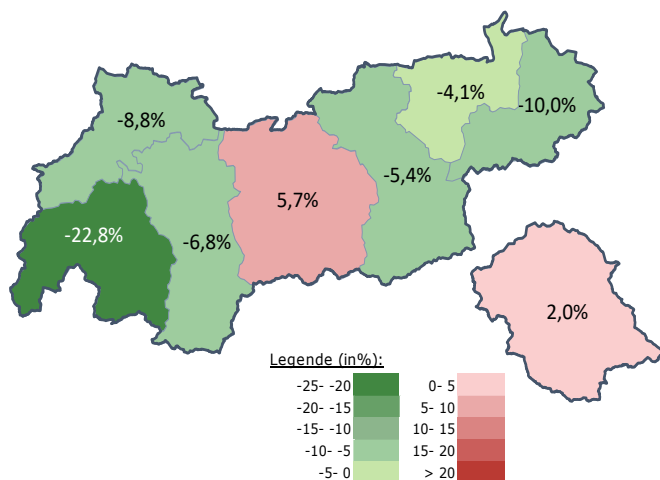 -4,1%
-8,8%
-10,0%
-5,4%
5,7%
-22,8%
-6,8%
2,0%
Legende (in%):
-25- -20 0- 5
-20- -15 5- 10
-15- -10 10- 15
-10- -5 15- 20
-5- 0 > 20